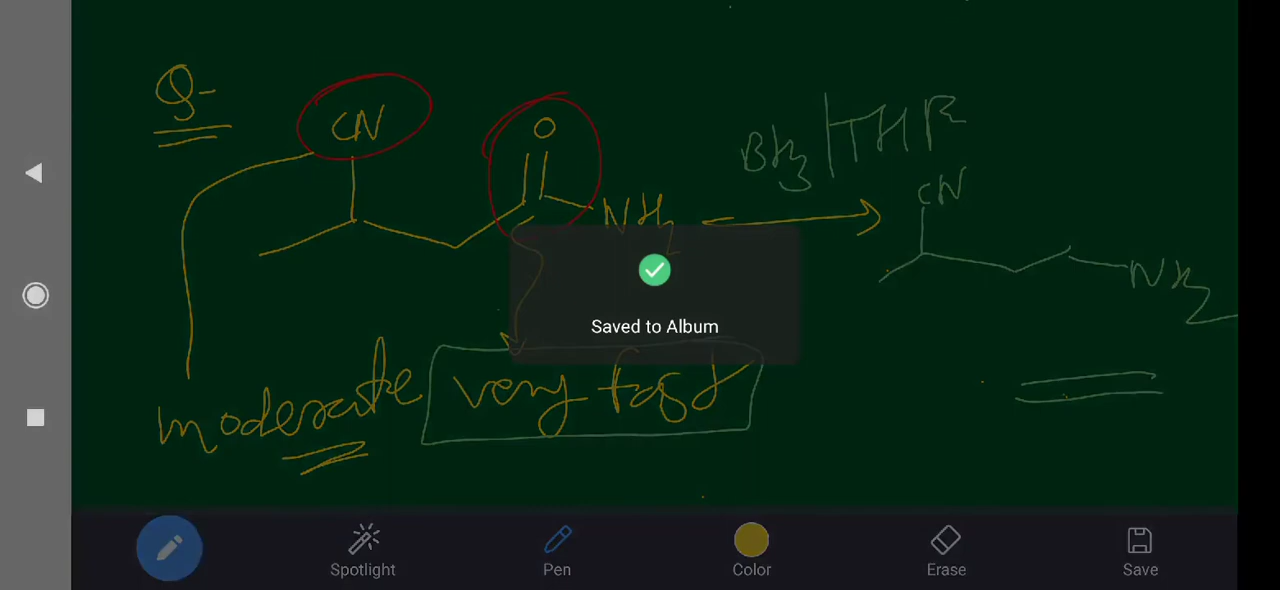 Q-
CN
O
NH2
BH3/THF
CN
NH2
Saved to Album
moderate
very fast
Spotlight
Pen
Color
Erase
Save